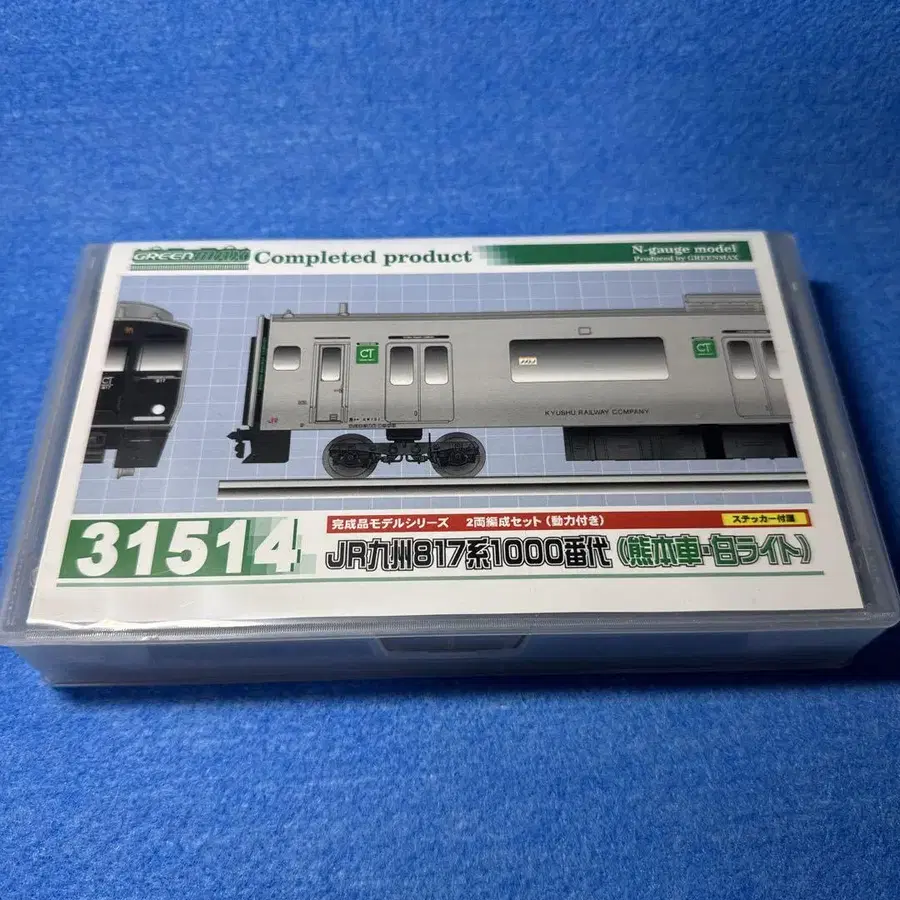 GREENMAX Completed product
N-gauge model
Produced by GREENMAX
CT
817
CT
CT
JR
KYUSHU RAILWAY COMPANY
31514
完成品モデルシリーズ 2両編成セット(動力付き)
ステッカー付属
JR九州817系1000番代(熊本車・白ライト)